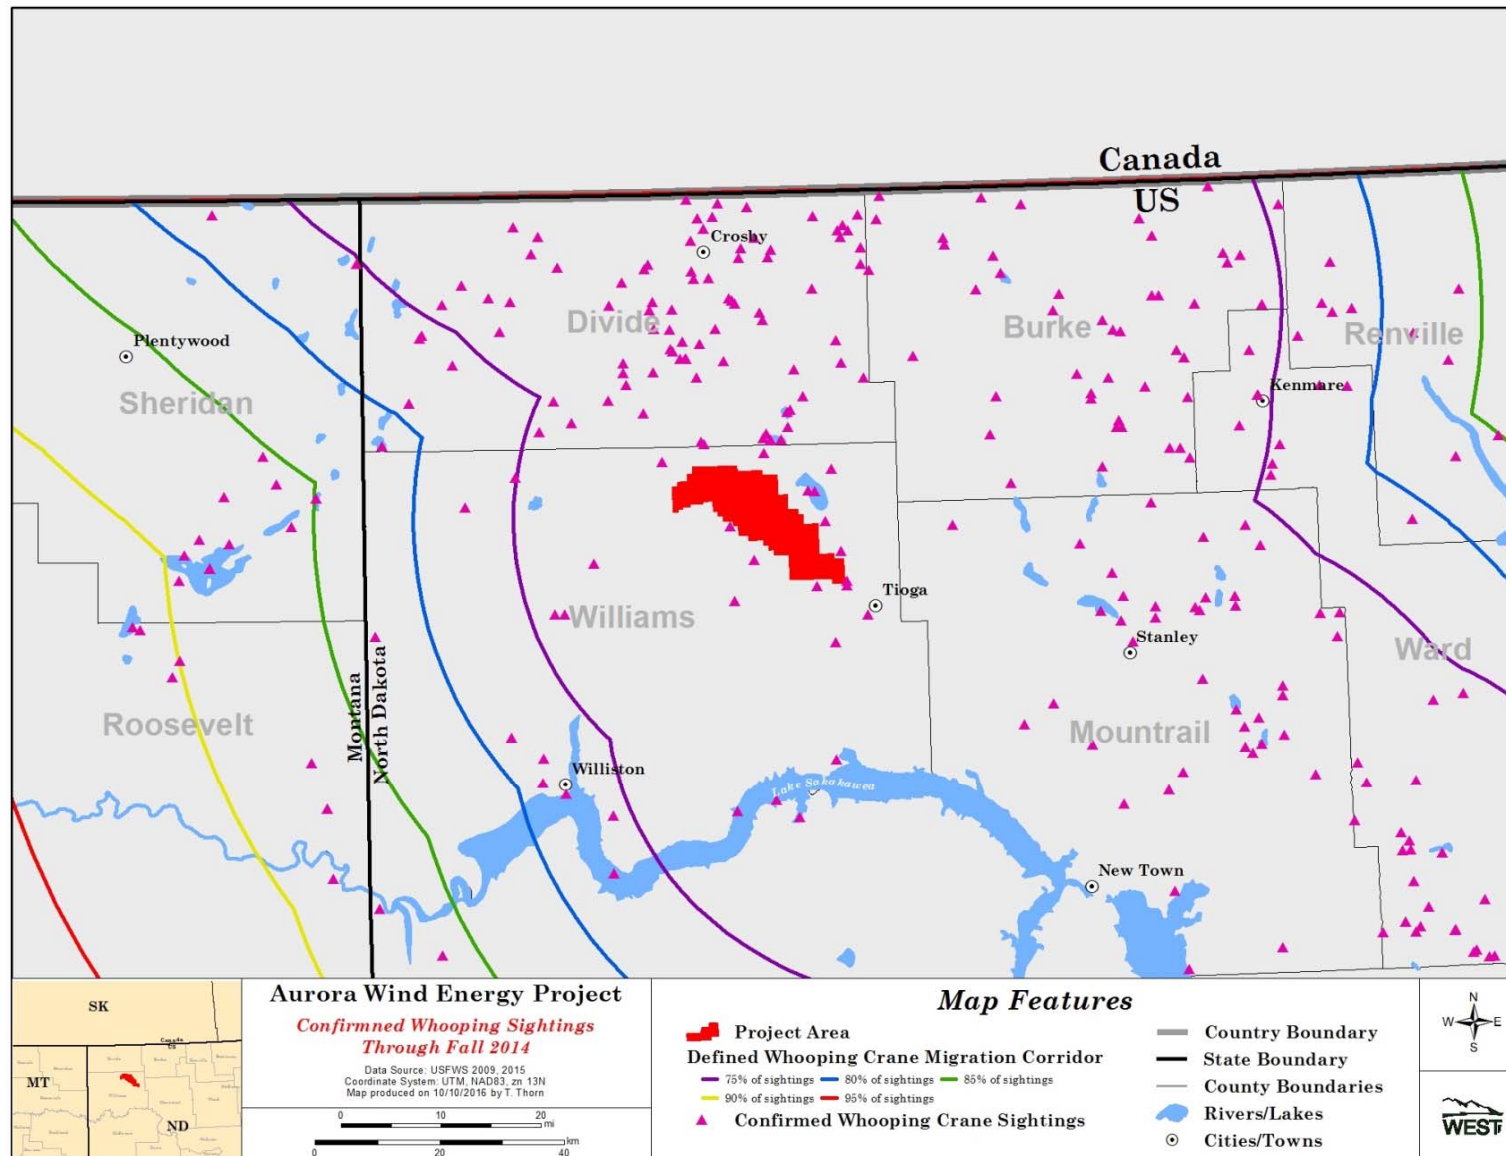 Canada
US
Crosby
Divide
Burke
Renville
Plentywood
Kenmare
Sheridan
Tioga
Williams
Stanley
Ward
Montana
North Dakota
Roosevelt
Mountrail
Williston
Lake Sakakawea
New Town
SK
Canada
US
MT
ND
Aurora Wind Energy Project
Confirmned Whooping Sightings
Through Fall 2014
Data Source: USFWS 2009, 2015
Coordinate System: UTM, NAD83, zn 13N
Map produced on 10/10/2016 by T. Thorn
0 10 20
mi
km
0 20 40
Map Features
Project Area
Defined Whooping Crane Migration Corridor
75% of sightings 80% of sightings 85% of sightings
90% of sightings 95% of sightings
Confirmed Whooping Crane Sightings
Country Boundary
State Boundary
County Boundaries
Rivers/Lakes
Cities/Towns
N
W E
S
WEST